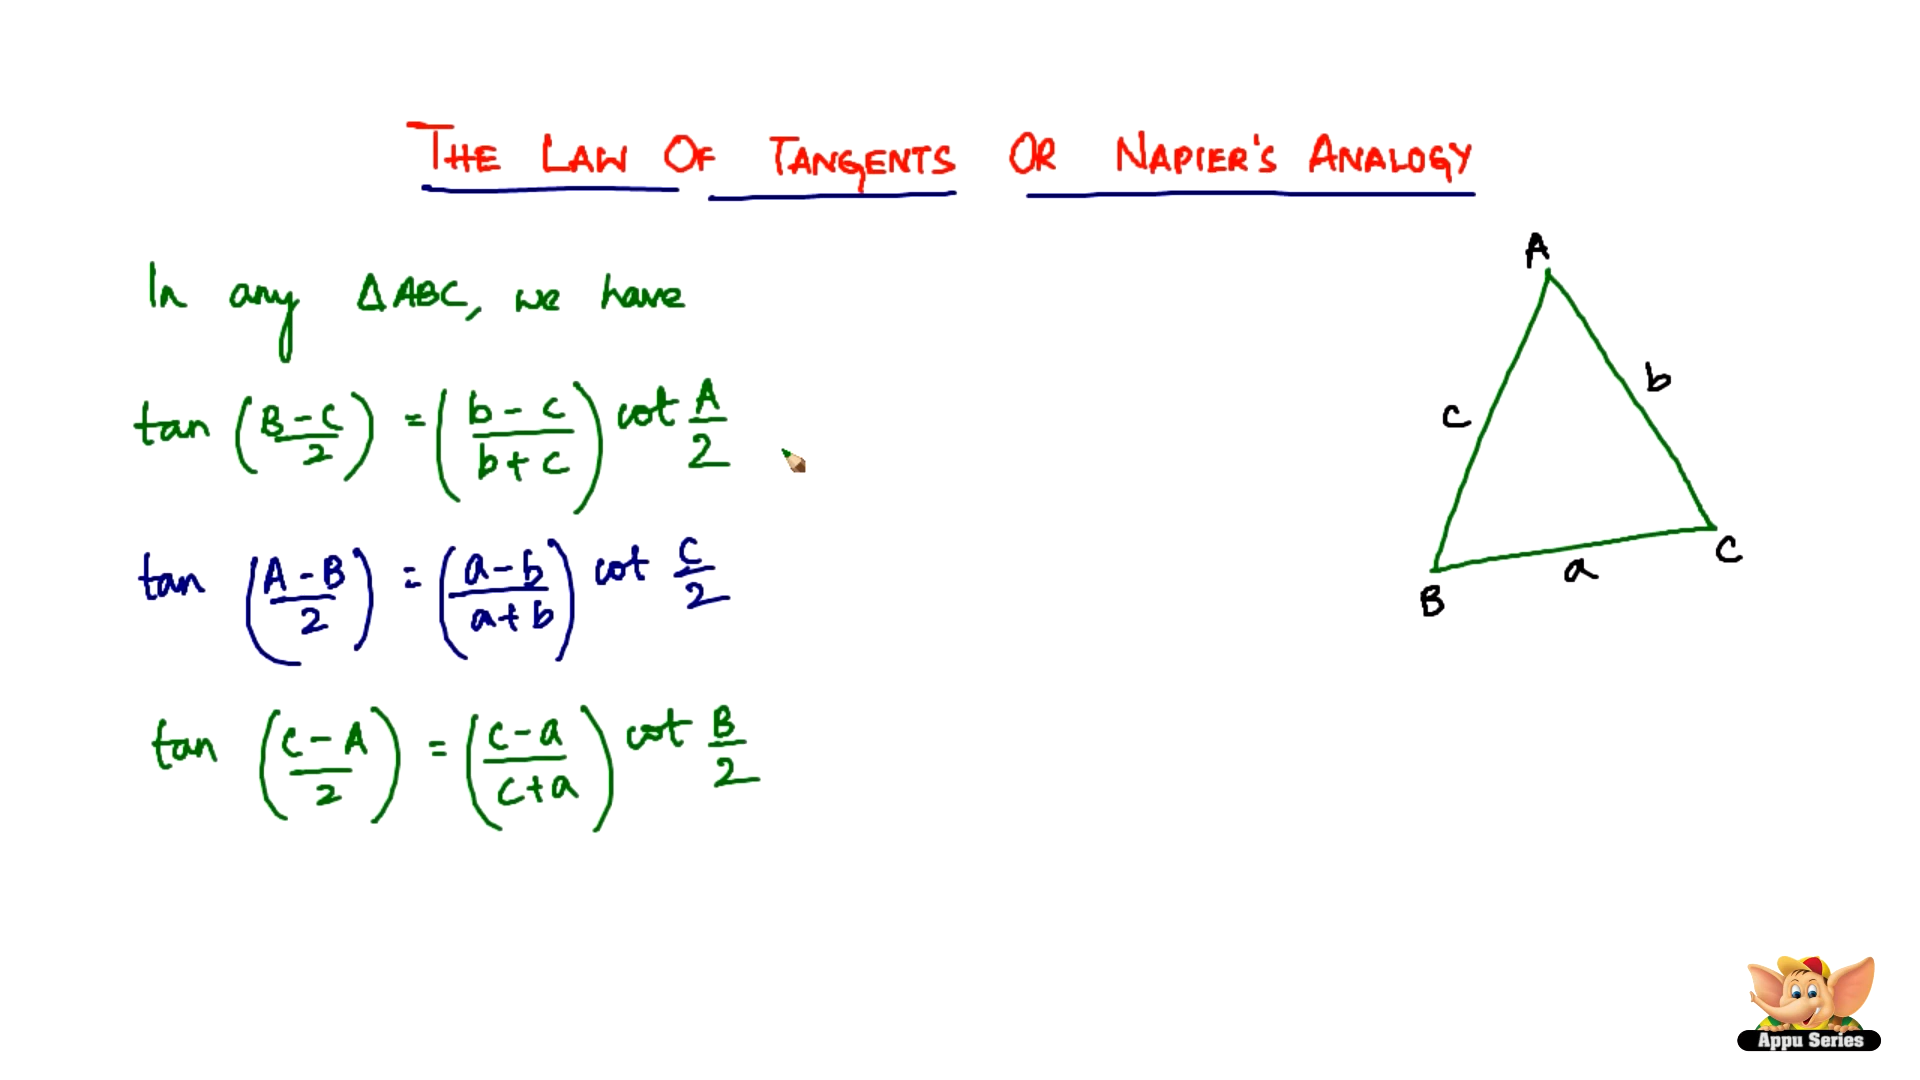 THE LAW OF TANGENTS OR NAPIER'S ANALOGY
In any ΔABC, we have
tan (B-C/2) = (b-c/b+c) cot A/2
tan (A-B/2) = (a-b/a+b) cot C/2
tan (C-A/2) = (c-a/c+a) cot B/2
A
b
c
C
a
B
Appu Series